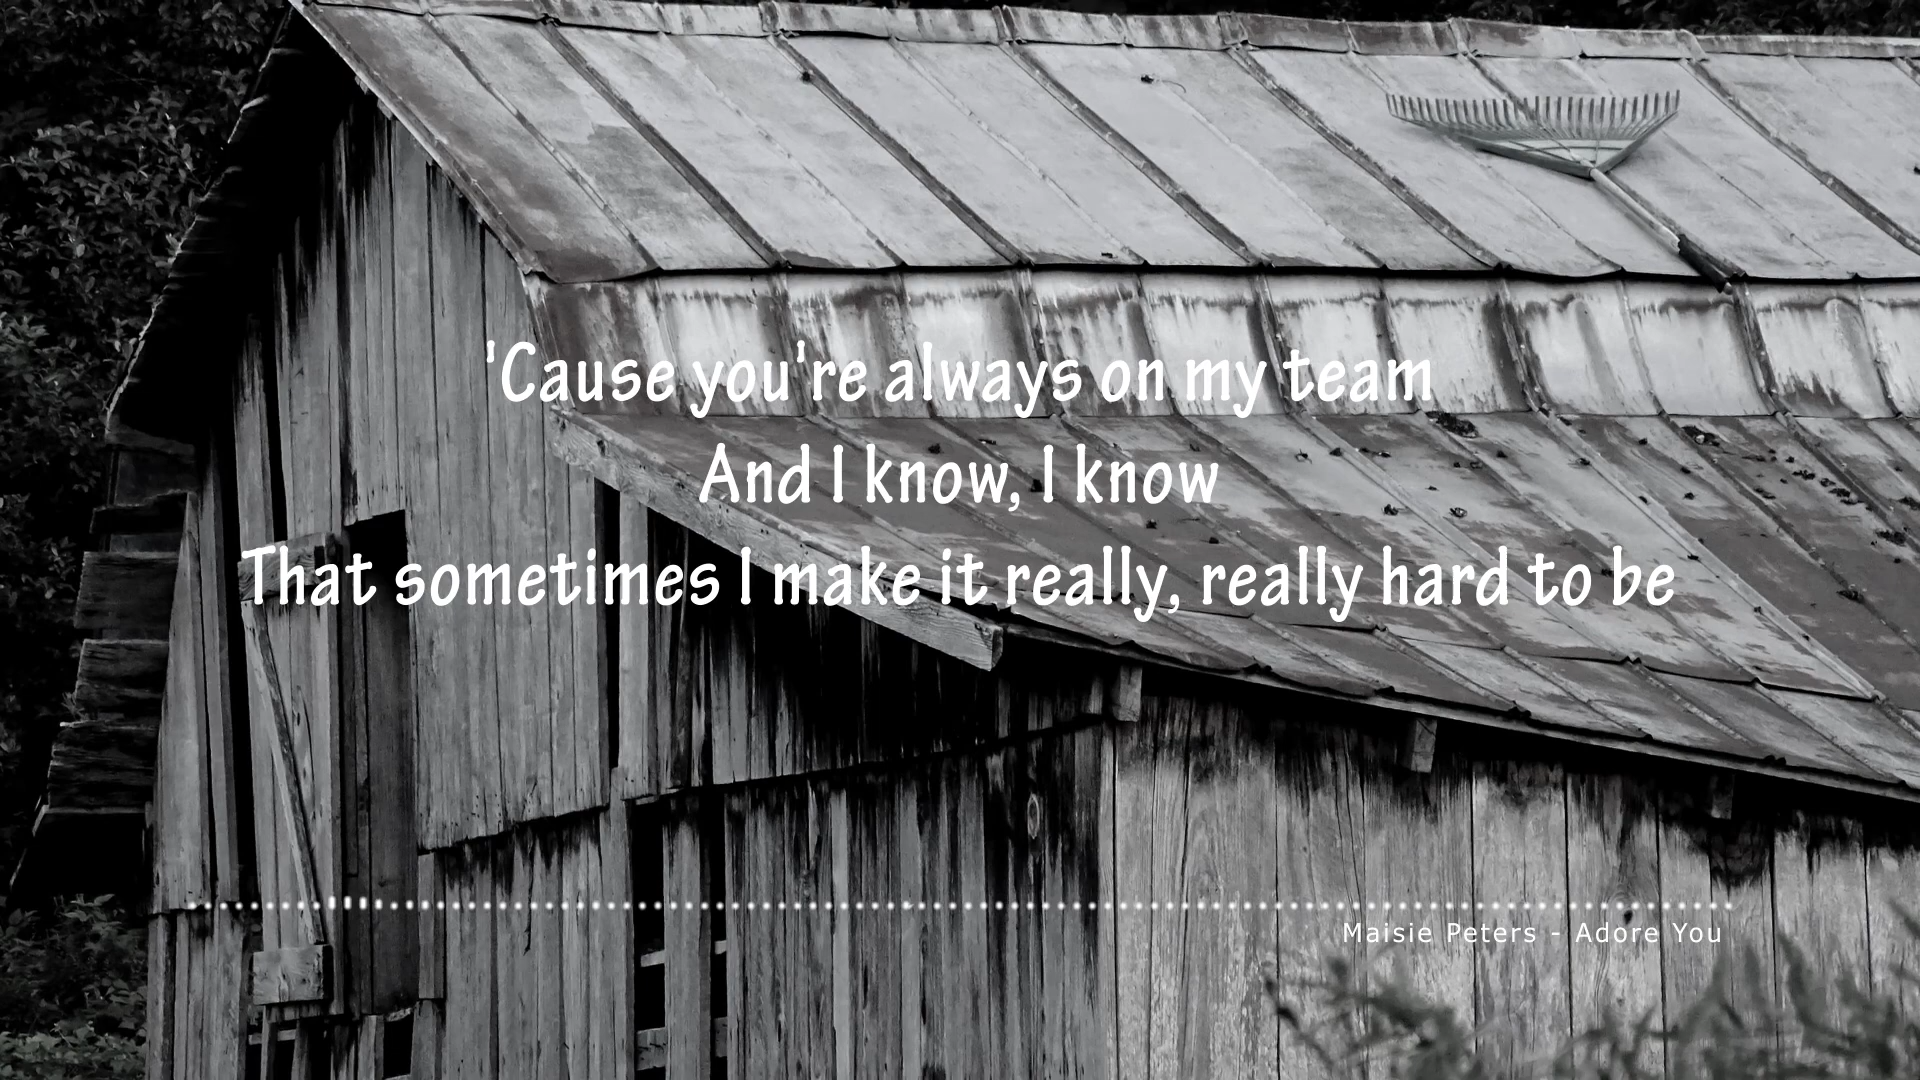 'Cause you're always on my team
And I know, I know
That sometimes I make it really, really hard to be
Maisie Peters - Adore You